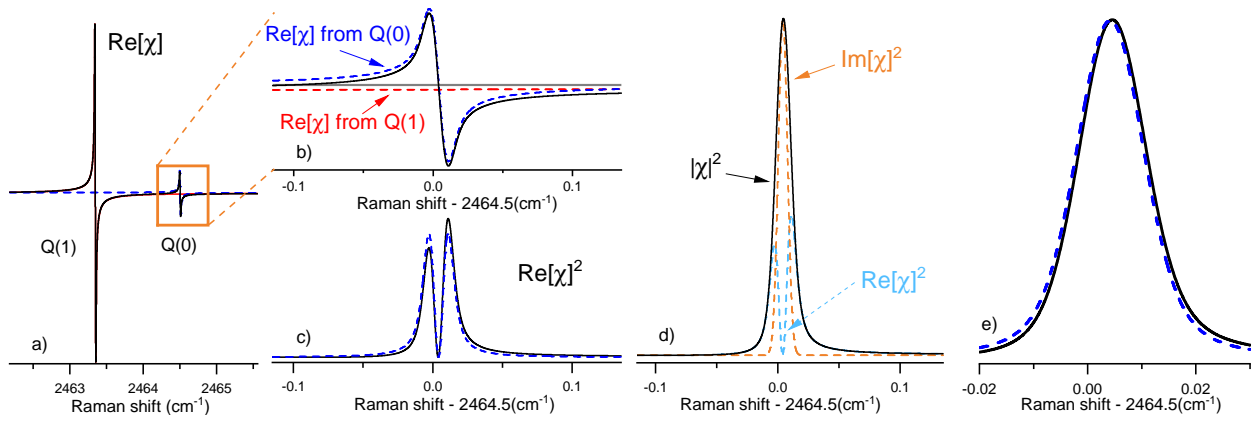 Re[χ]
Q(1)
Q(0)
a)
2463
2464
2465
Raman shift (cm-1)
Re[χ] from Q(0)
Re[χ] from Q(1)
b)
-0.1
0.0
0.1
Raman shift - 2464.5(cm-1)
Re[χ]2
c)
-0.1
0.0
0.1
Raman shift - 2464.5(cm-1)
Im[χ]2
|χ|2
Re[χ]2
d)
-0.1
0.0
0.1
Raman shift - 2464.5(cm-1)
e)
-0.02
0.00
0.02
Raman shift - 2464.5(cm-1)